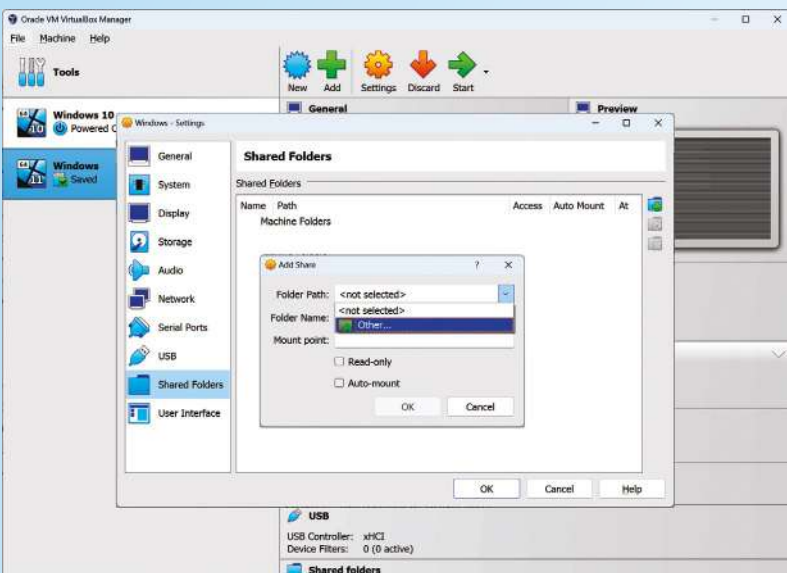 Oracle VM VirtualBox Manager
File Machine Help
Tools
New Add Settings Discard Start
General
Preview
Windows 10
Powered
64
10
Windows
Saved
64
11
Windows - Settings
General
System
Display
Storage
Audio
Network
Serial Ports
USB
Shared Folders
User Interface
Shared Folders
Shared Folders
Name Path Access Auto Mount At
Machine Folders
Add Share
?
Folder Path: <not selected>
<not selected>
Other...
Folder Name:
Mount point:
Read-only
Auto-mount
OK Cancel
OK Cancel Help
USB
USB Controller: xHCI
Device Filters: 0 (0 active)
Shared folders